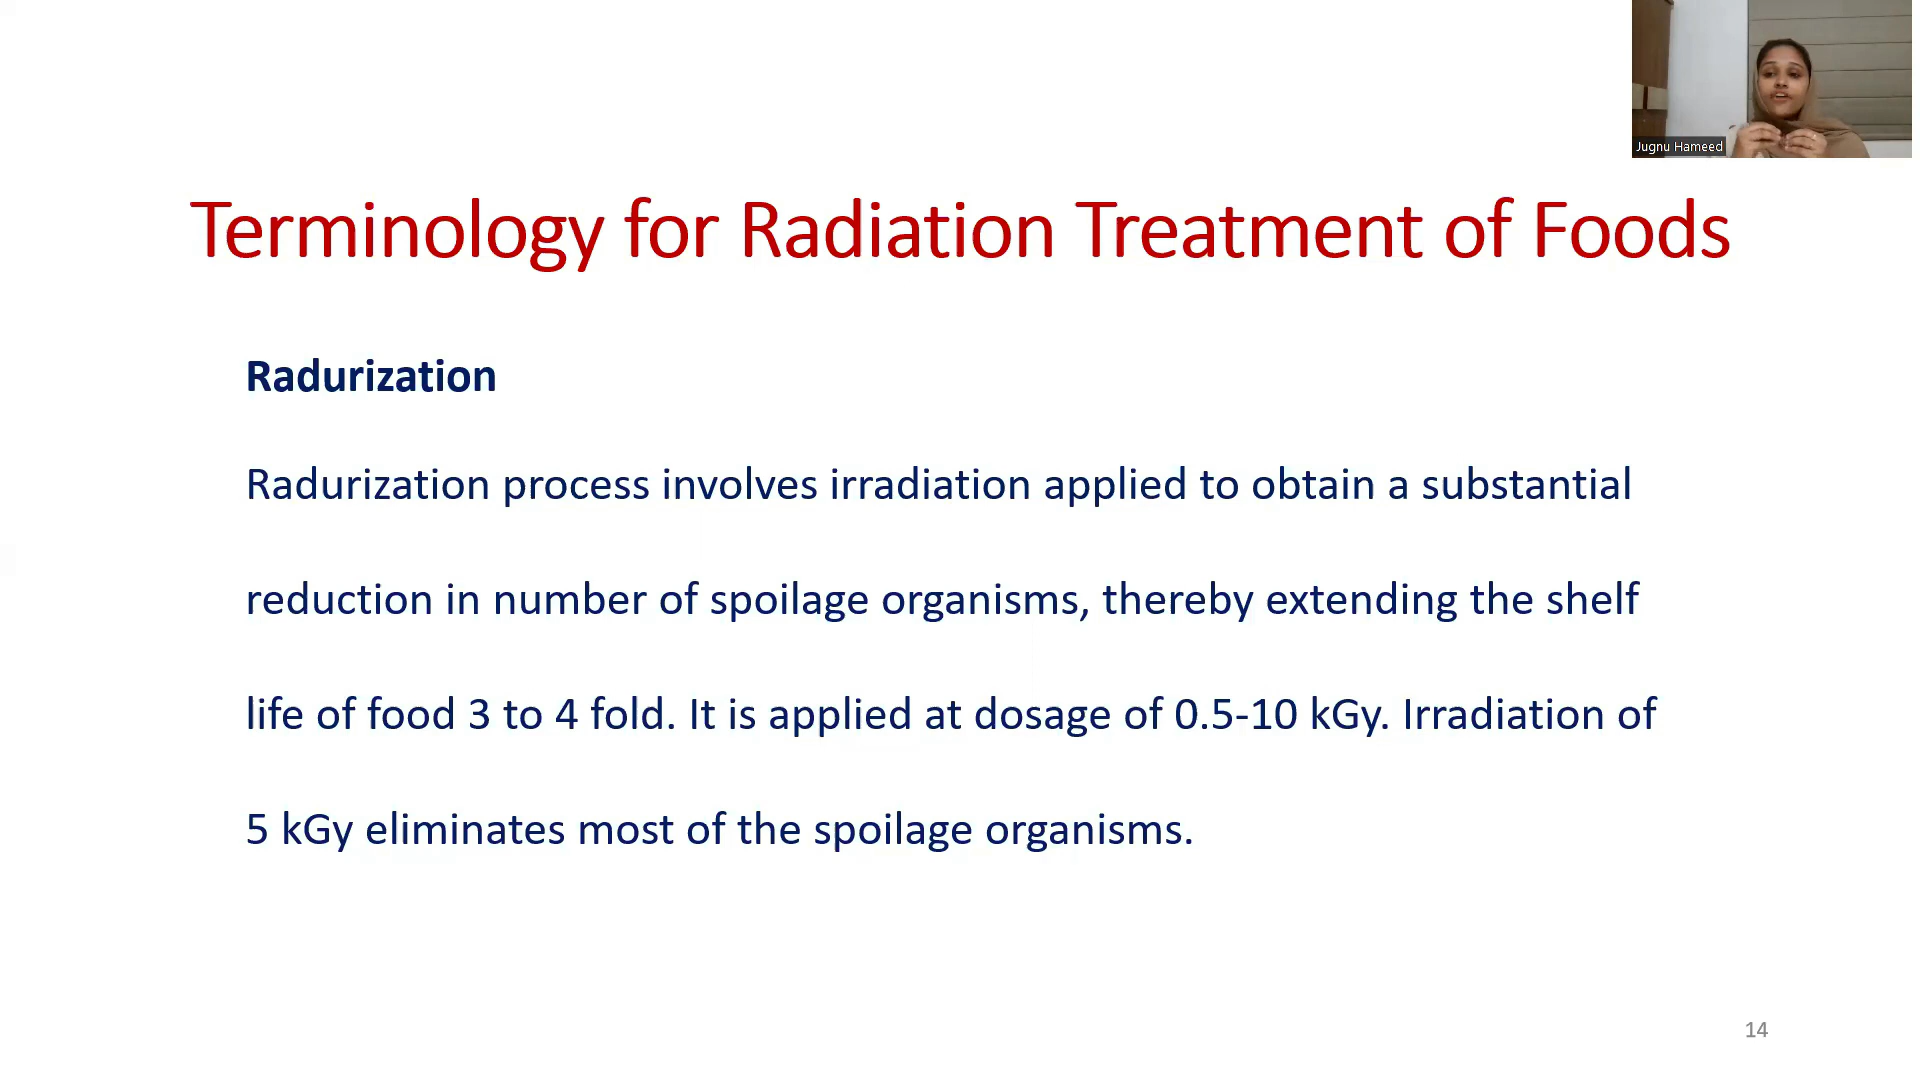 Jugnu Hameed
Terminology for Radiation Treatment of Foods
Radurization
Radurization process involves irradiation applied to obtain a substantial
reduction in number of spoilage organisms, thereby extending the shelf
life of food 3 to 4 fold. It is applied at dosage of 0.5-10 kGy. Irradiation of
5 kGy eliminates most of the spoilage organisms.
14